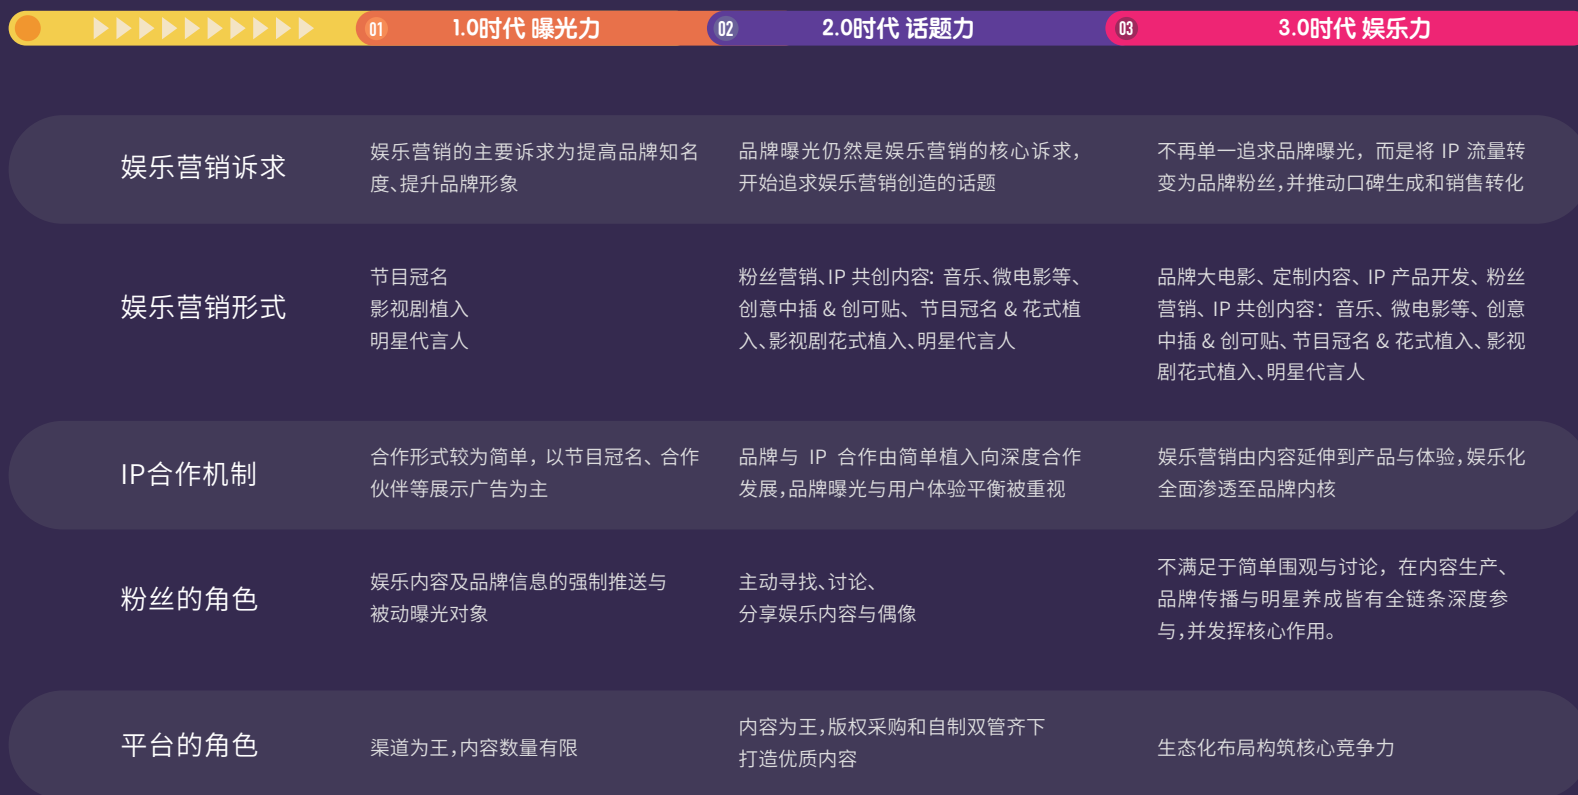 01 1.0时代 曝光力 02 2.0时代 话题力 03 3.0时代 娱乐力
娱乐营销诉求
娱乐营销的主要诉求为提高品牌知名
度、提升品牌形象
品牌曝光仍然是娱乐营销的核心诉求，
开始追求娱乐营销创造的话题
不再单一追求品牌曝光，而是将 IP 流量转
变为品牌粉丝，并推动口碑生成和销售转化
娱乐营销形式
节目冠名
影视剧植入
明星代言人
粉丝营销、IP 共创内容：音乐、微电影等、
创意中插 & 创可贴、节目冠名 & 花式植
入、影视剧花式植入、明星代言人
品牌大电影、定制内容、IP 产品开发、粉丝
营销、IP 共创内容：音乐、微电影等、创意
中插 & 创可贴、节目冠名 & 花式植入、影视
剧花式植入、明星代言人
IP合作机制
合作形式较为简单，以节目冠名、合作
伙伴等展示广告为主
品牌与 IP 合作由简单植入向深度合作
发展，品牌曝光与用户体验平衡被重视
娱乐营销由内容延伸到产品与体验，娱乐化
全面渗透至品牌内核
粉丝的角色
娱乐内容及品牌信息的强制推送与
被动曝光对象
主动寻找、讨论、
分享娱乐内容与偶像
不满足于简单围观与讨论，在内容生产、
品牌传播与明星养成皆有全链条深度参
与，并发挥核心作用。
平台的角色
渠道为王，内容数量有限
内容为王，版权采购和自制双管齐下
打造优质内容
生态化布局构筑核心竞争力